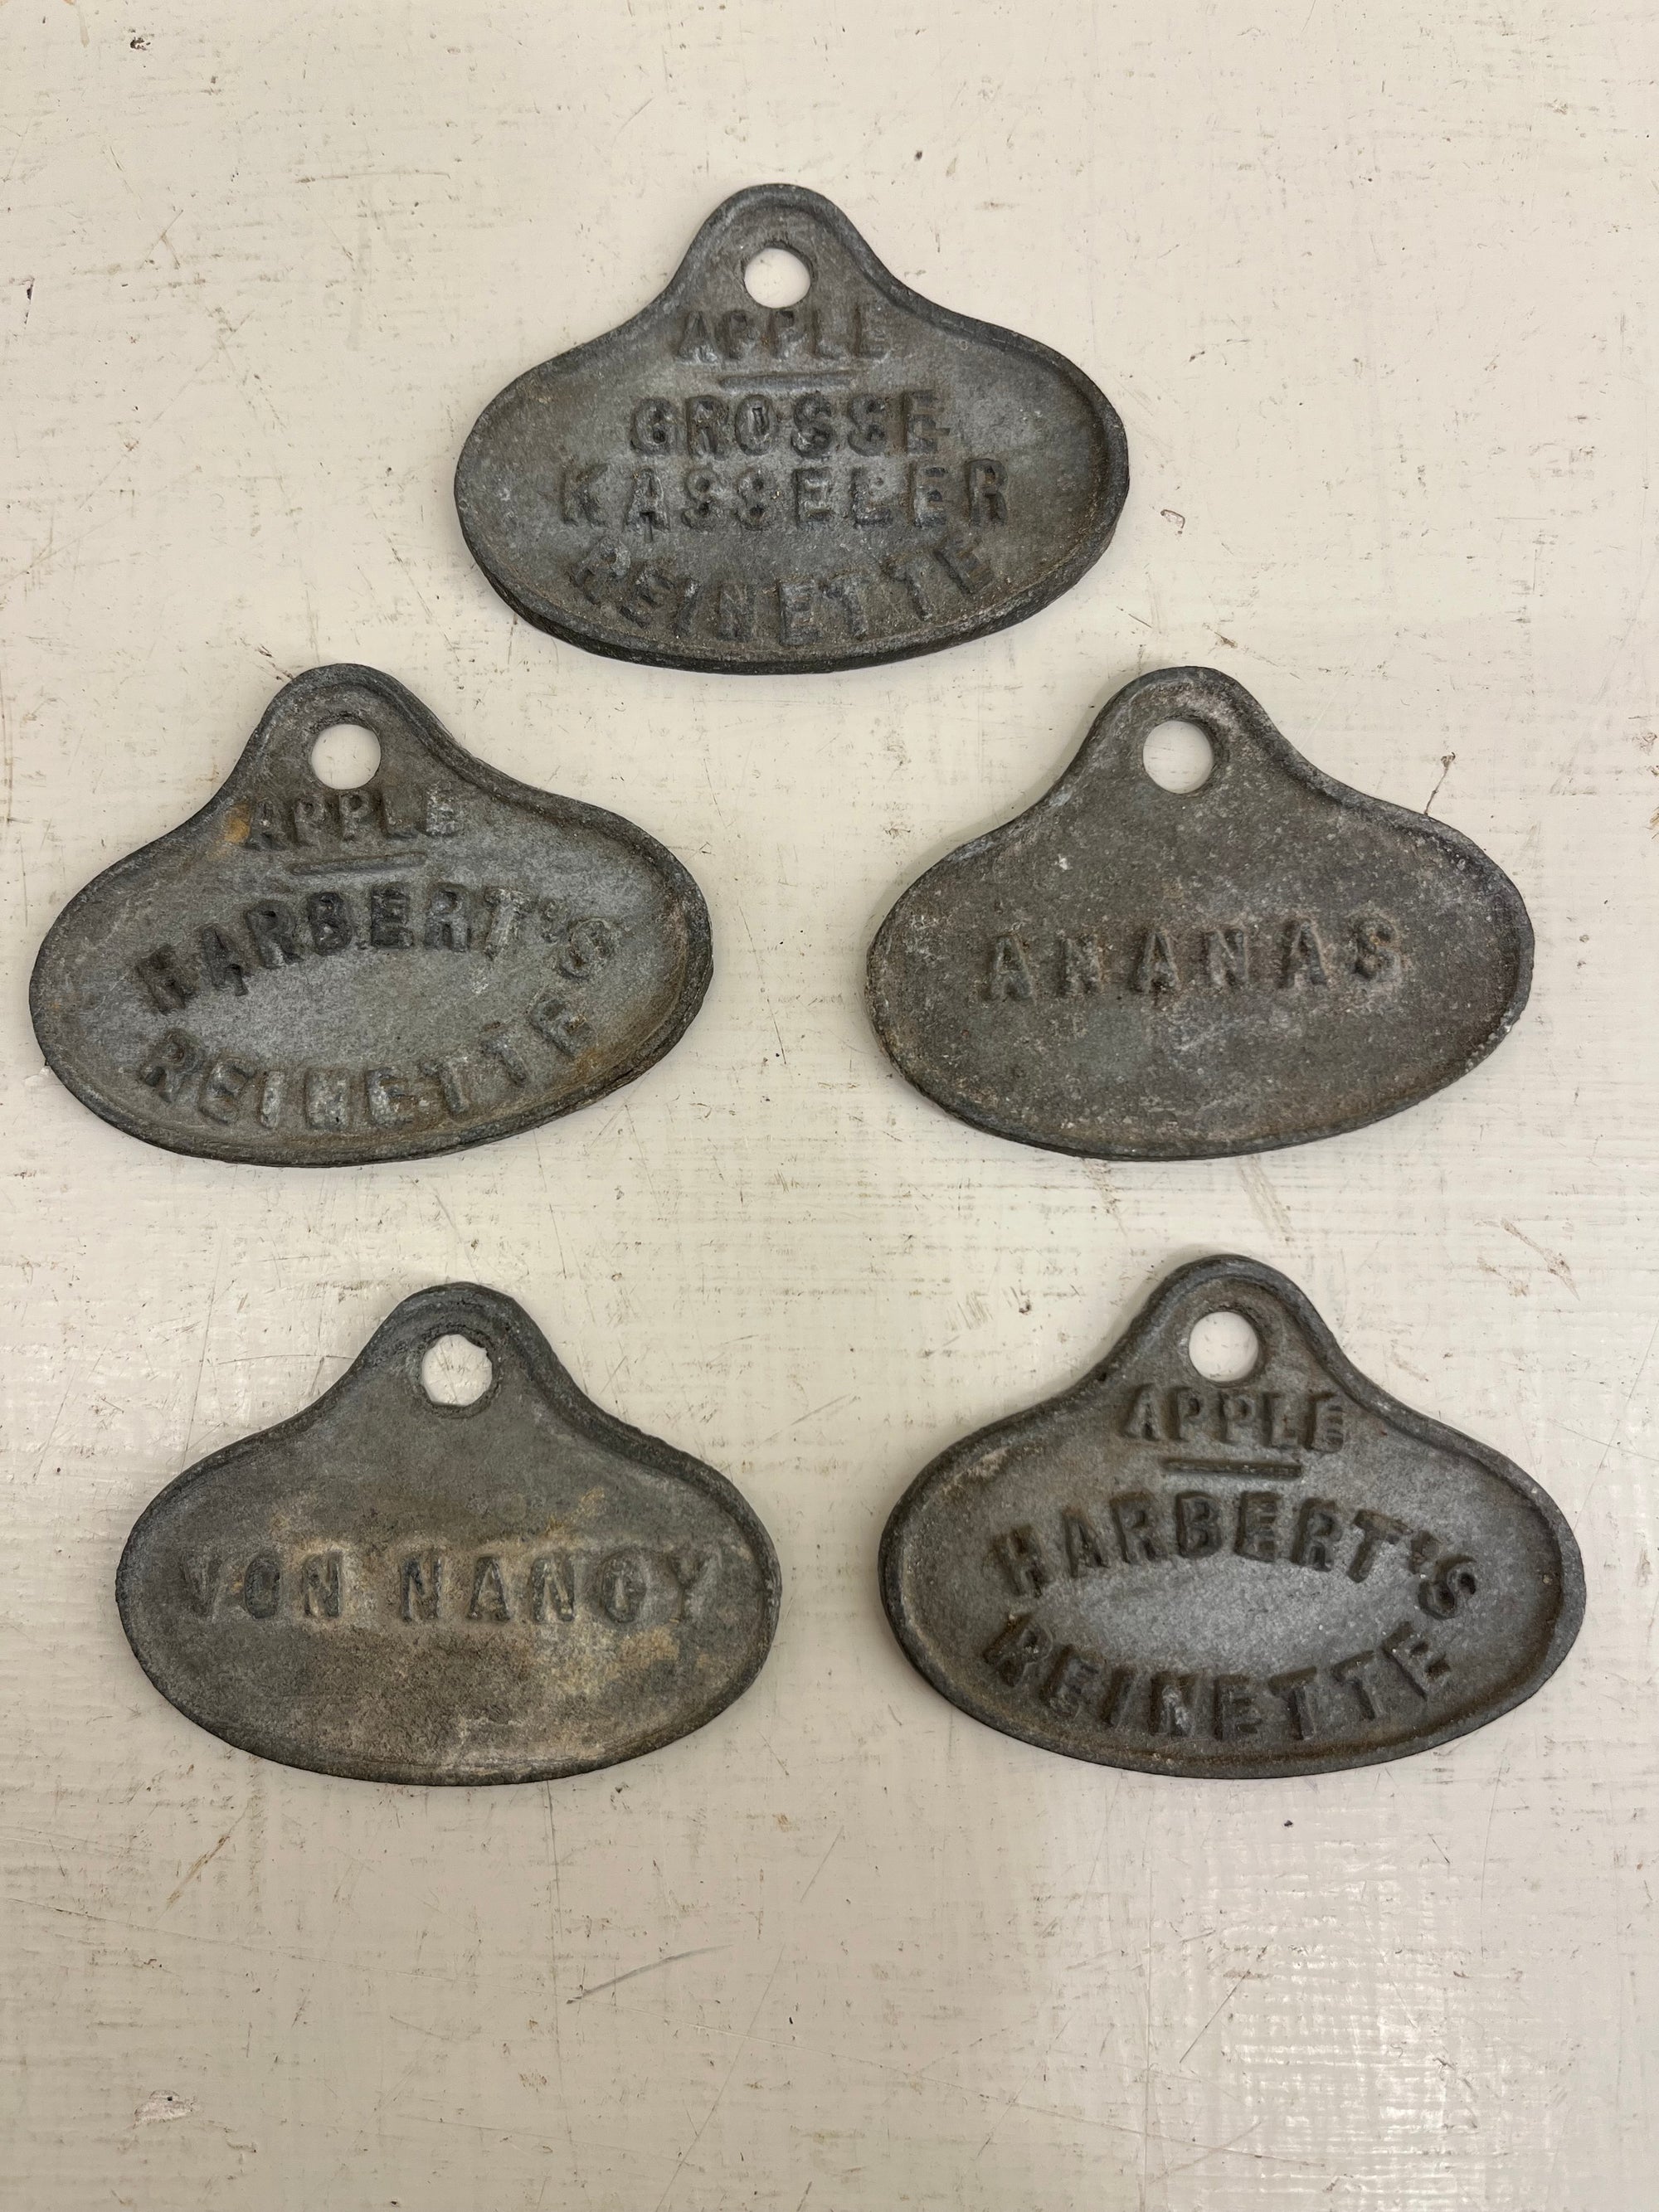 APPLE
GROSSE
KASSELER
REINETTE
APPLE
HARBERT'S
REINETTE
ANANAS
VON NANCY
APPLE
HARBERT'S
REINETTE